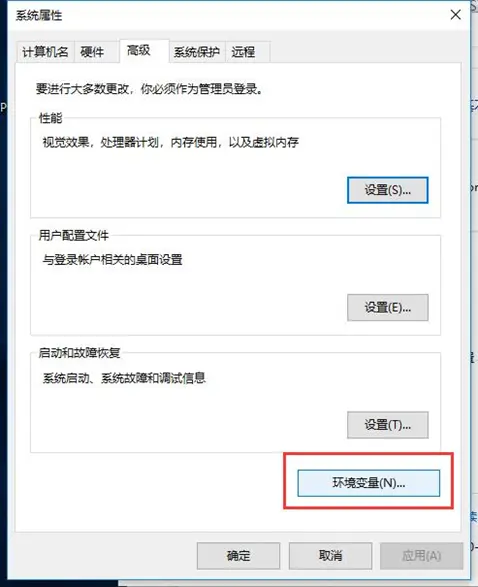 系统属性
计算机名 硬件 高级 系统保护 远程
要进行大多数更改，你必须作为管理员登录。
性能
视觉效果，处理器计划，内存使用，以及虚拟内存
设置(S)...
用户配置文件
与登录帐户相关的桌面设置
设置(E)...
启动和故障恢复
系统启动、系统故障和调试信息
设置(T)...
环境变量(N)...
确定 取消 应用(A)